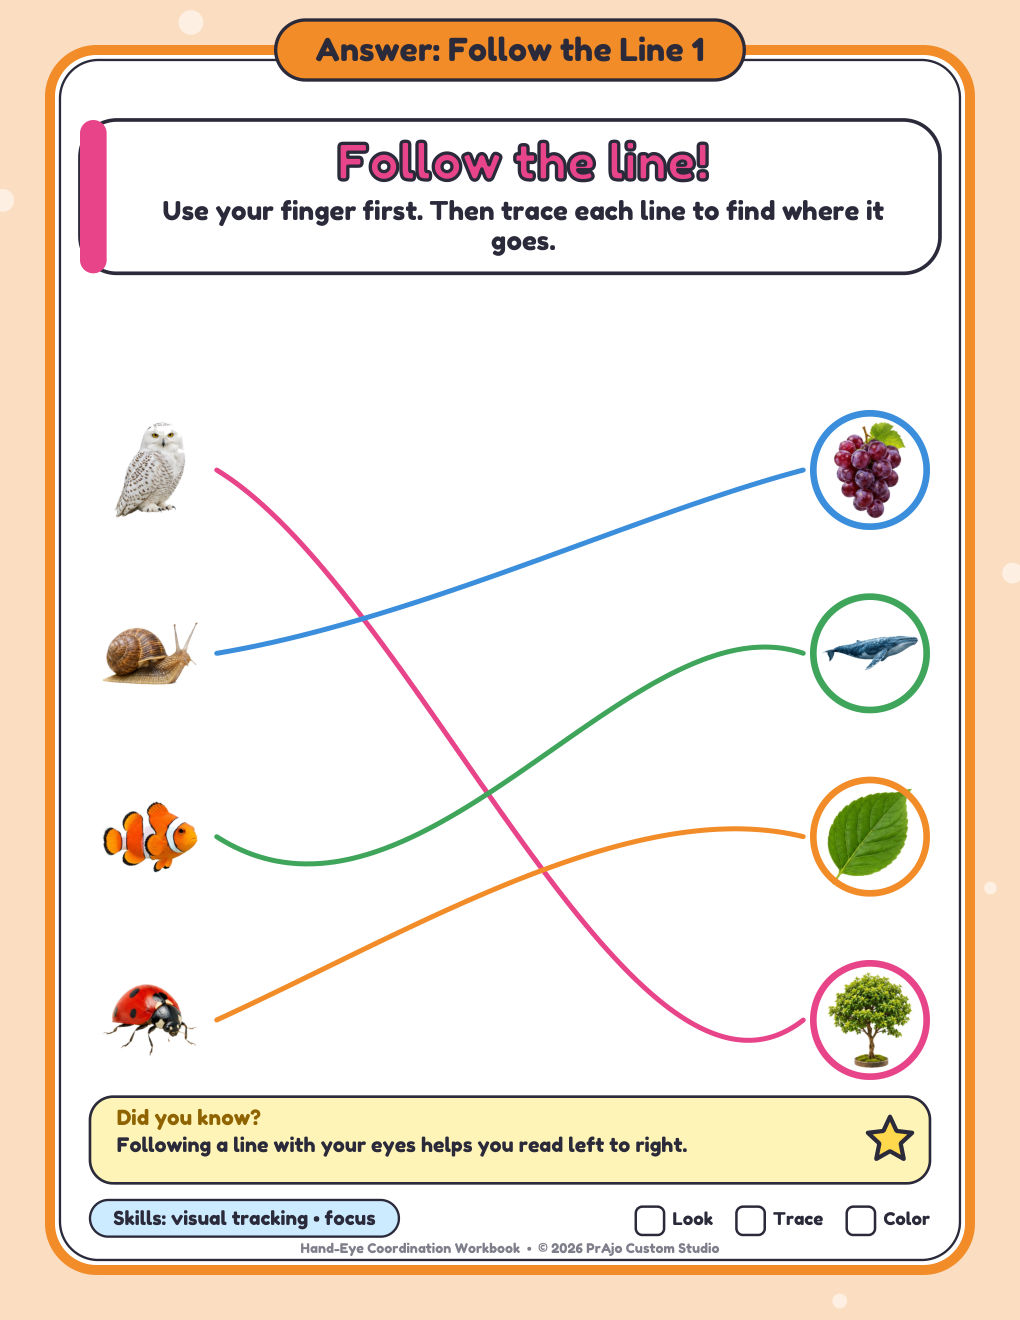 Answer: Follow the Line 1
Follow the line!
Use your finger first. Then trace each line to find where it
goes.
Did you know?
Following a line with your eyes helps you read left to right.
Skills: visual tracking • focus
Look
Trace
Color
Hand-Eye Coordination Workbook • © 2026 PrAjo Custom Studio